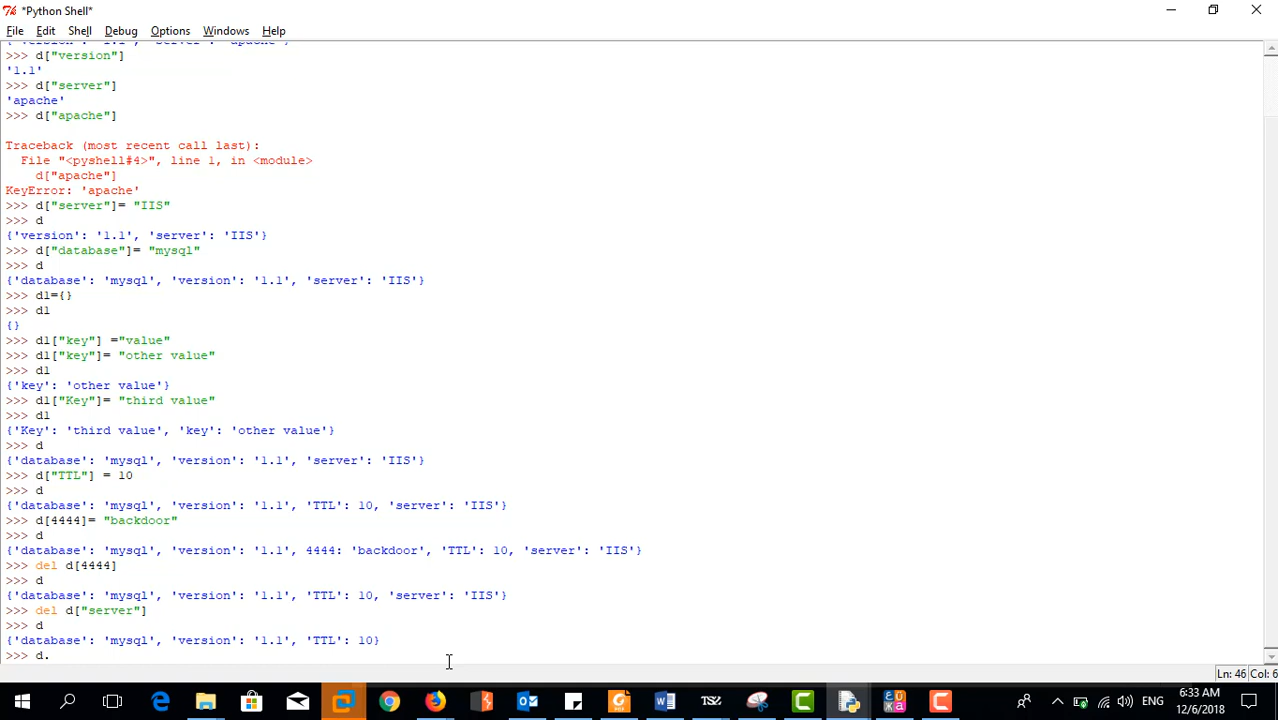 *Python Shell*
File Edit Shell Debug Options Windows Help
{'version': '1.1', 'server': 'apache'}
>>> d["version"]
'1.1'
>>> d["server"]
'apache'
>>> d["apache"]
Traceback (most recent call last):
  File "<pyshell#4>", line 1, in <module>
    d["apache"]
KeyError: 'apache'
>>> d["server"]= "IIS"
>>> d
{'version': '1.1', 'server': 'IIS'}
>>> d["database"]= "mysql"
>>> d
{'database': 'mysql', 'version': '1.1', 'server': 'IIS'}
>>> d1={}
>>> d1
{}
>>> d1["key"] ="value"
>>> d1["key"]= "other value"
>>> d1
{'key': 'other value'}
>>> d1["Key"]= "third value"
>>> d1
{'Key': 'third value', 'key': 'other value'}
>>> d
{'database': 'mysql', 'version': '1.1', 'server': 'IIS'}
>>> d["TTL"] = 10
>>> d
{'database': 'mysql', 'version': '1.1', 'TTL': 10, 'server': 'IIS'}
>>> d[4444]= "backdoor"
>>> d
{'database': 'mysql', 'version': '1.1', 4444: 'backdoor', 'TTL': 10, 'server': 'IIS'}
>>> del d[4444]
>>> d
{'database': 'mysql', 'version': '1.1', 'TTL': 10, 'server': 'IIS'}
>>> del d["server"]
>>> d
{'database': 'mysql', 'version': '1.1', 'TTL': 10}
>>> d.
Ln: 46 Col: 6
ENG
6:33 AM
12/6/2018